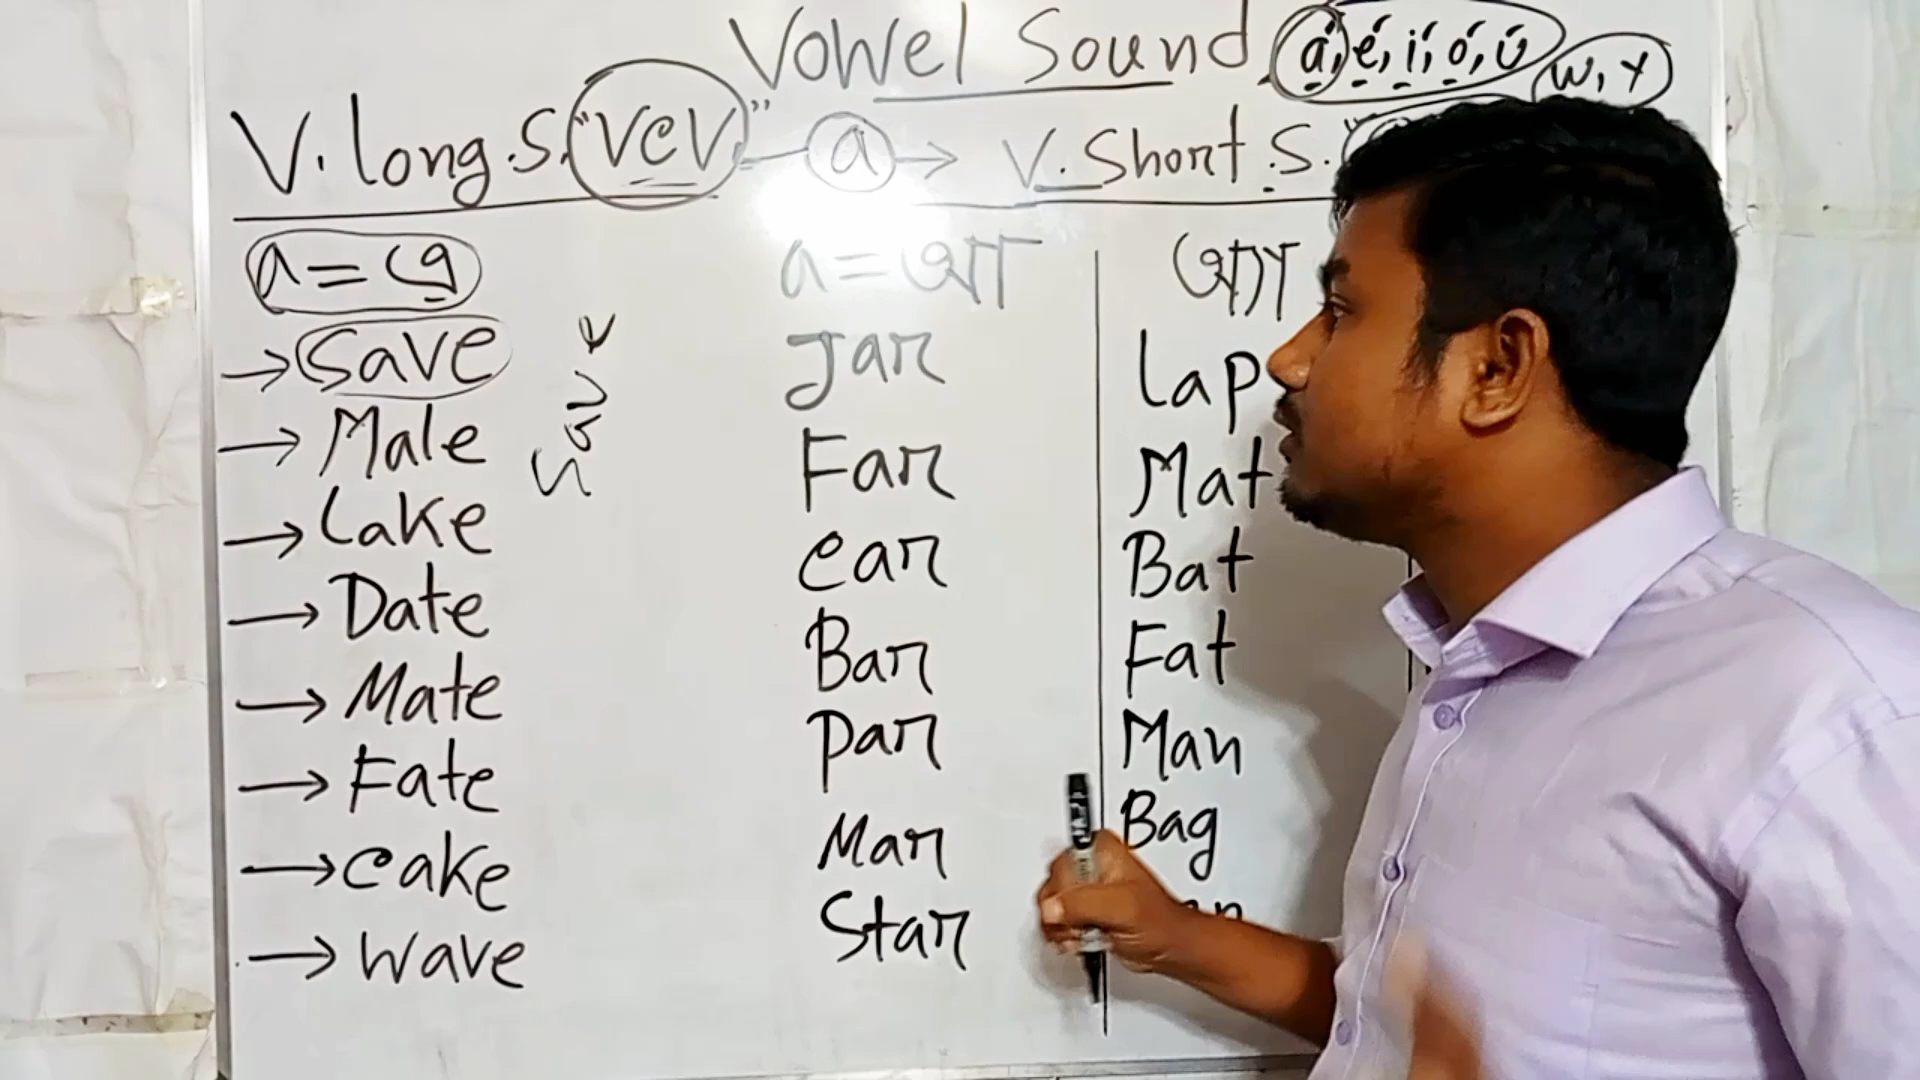 Vowel Sound a, e, i, o, u w, Y
V. long.S. "VCV" a → V. Short.S.
a = এ
→ Save
→ Male
→ Lake
→ Date
→ Mate
→ Fate
→ Cake
→ Wave
Save
a = আ
Jar
Far
Car
Bar
Par
Mar
Star
অ্যা
Lap
Mat
Bat
Fat
Man
Bag